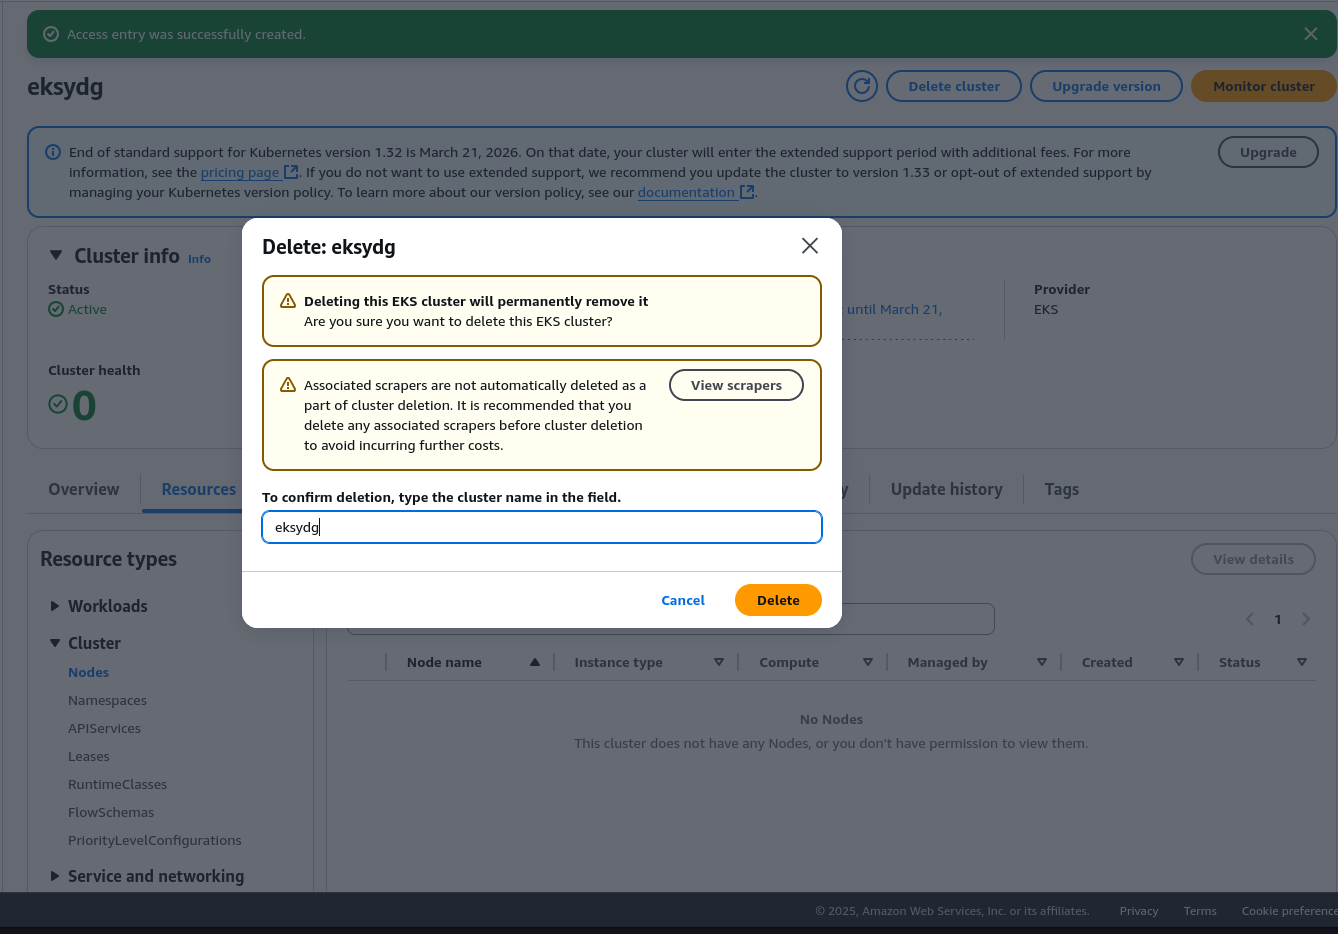 Access entry was successfully created.
eksydg
Delete cluster
Upgrade version
Monitor cluster
End of standard support for Kubernetes version 1.32 is March 21, 2026. On that date, your cluster will enter the extended support period with additional fees. For more
information, see the pricing page. If you do not want to use extended support, we recommend you update the cluster to version 1.33 or opt-out of extended support by
managing your Kubernetes version policy. To learn more about our version policy, see our documentation.
Upgrade
Cluster info Info
Status
Active
until March 21,
Provider
EKS
Cluster health
0
Delete: eksydg
Deleting this EKS cluster will permanently remove it
Are you sure you want to delete this EKS cluster?
Associated scrapers are not automatically deleted as a
part of cluster deletion. It is recommended that you
delete any associated scrapers before cluster deletion
to avoid incurring further costs.
View scrapers
To confirm deletion, type the cluster name in the field.
eksydg
Cancel
Delete
Overview
Resources
Update history
Tags
Resource types
Workloads
Cluster
Nodes
Namespaces
APIServices
Leases
RuntimeClasses
FlowSchemas
PriorityLevelConfigurations
Service and networking
View details
1
Node name
Instance type
Compute
Managed by
Created
Status
No Nodes
This cluster does not have any Nodes, or you don't have permission to view them.
© 2025, Amazon Web Services, Inc. or its affiliates.
Privacy
Terms
Cookie preference